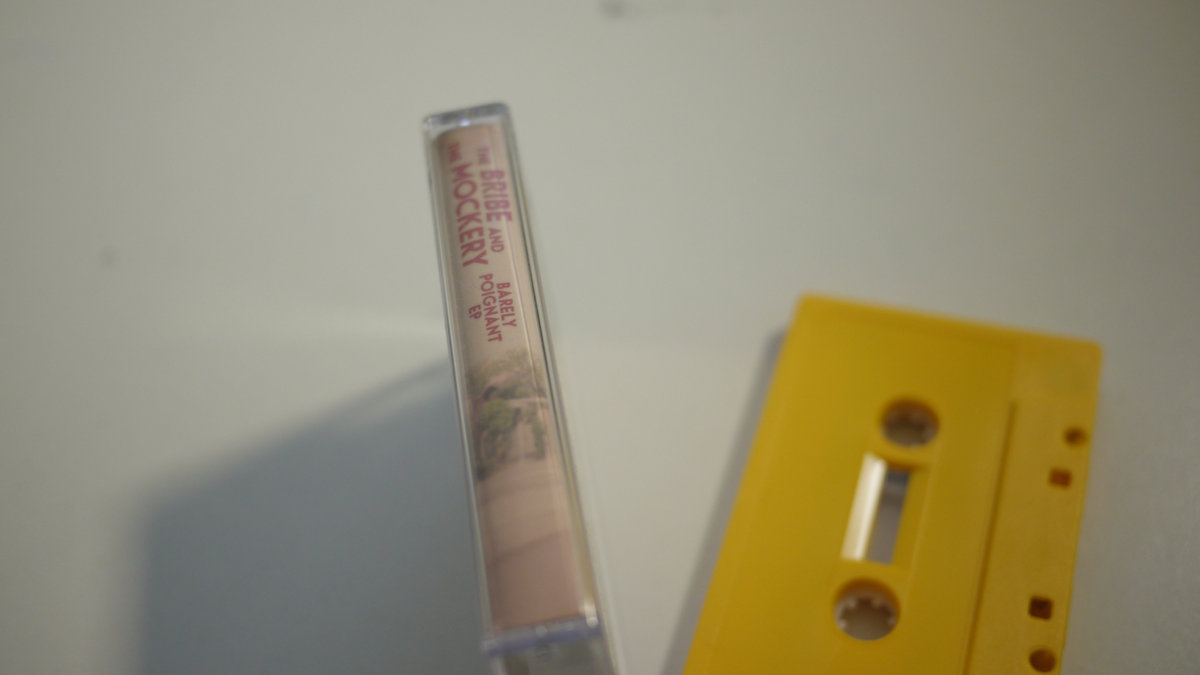 THE BRIBE AND
THE MOCKERY
BARELY
POIGNANT
EP